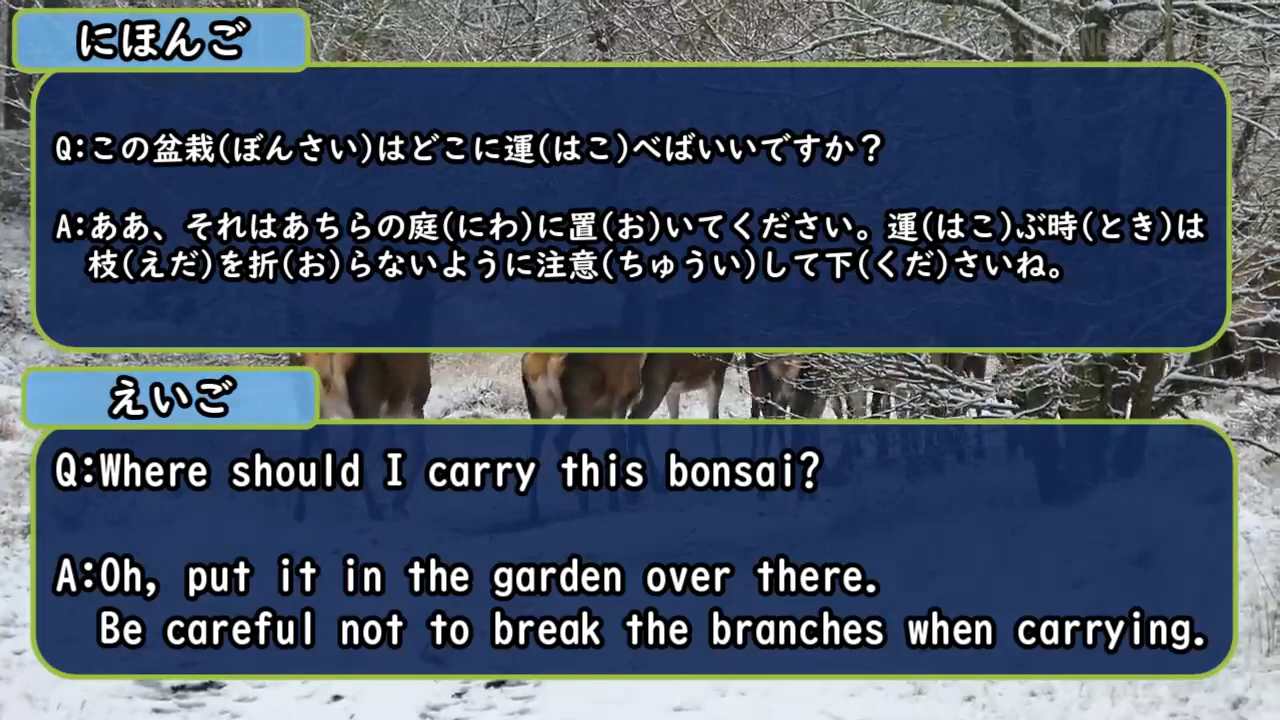 にほんご
Q:この盆栽(ぼんさい)はどこに運(はこ)べばいいですか？
A:ああ、それはあちらの庭(にわ)に置(お)いてください。運(はこ)ぶ時(とき)は
枝(えだ)を折(お)らないように注意(ちゅうい)して下(くだ)さいね。
えいご
Q:Where should I carry this bonsai?
A:Oh, put it in the garden over there.
Be careful not to break the branches when carrying.